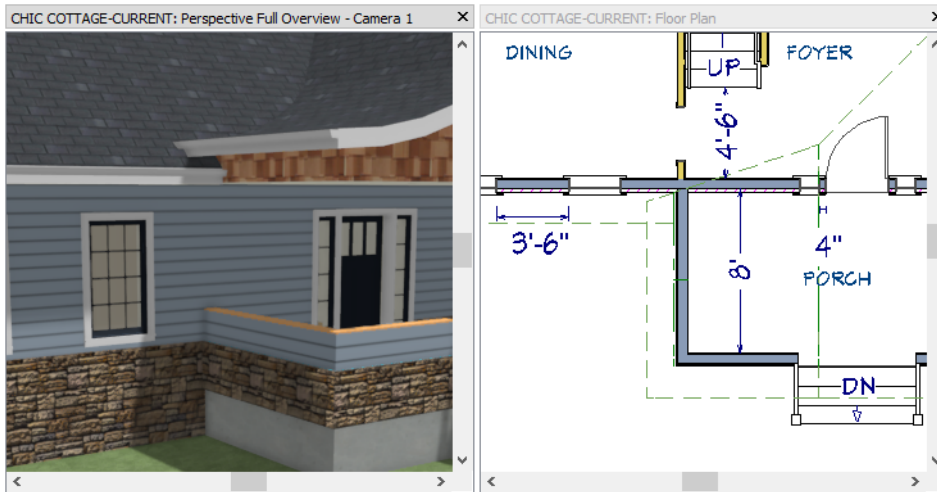 CHIC COTTAGE-CURRENT: Perspective Full Overview - Camera 1
CHIC COTTAGE-CURRENT: Floor Plan
DINING
UP
FOYER
4'-6"
3'-6"
8'
4"
PORCH
DN